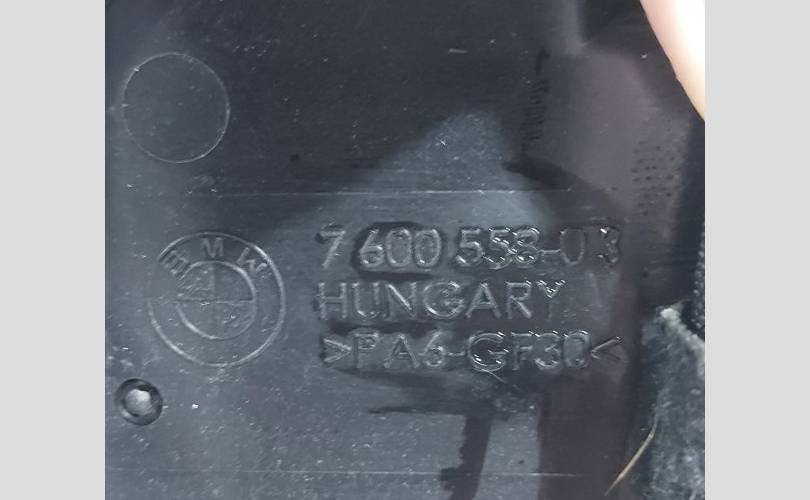 BMW
7 600 558-03
HUNGARY
>PA6-GF30<